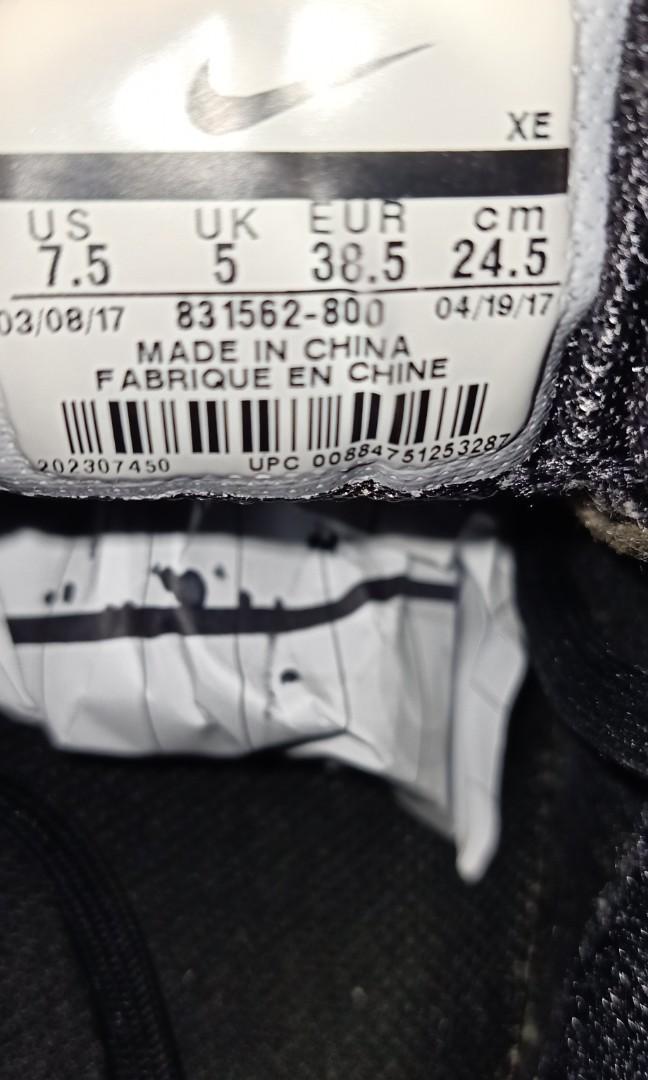 XE
US UK EUR cm
7.5 5 38.5 24.5
03/08/17 831562-800 04/19/17
MADE IN CHINA
FABRIQUE EN CHINE
202307450 UPC 00884751253287